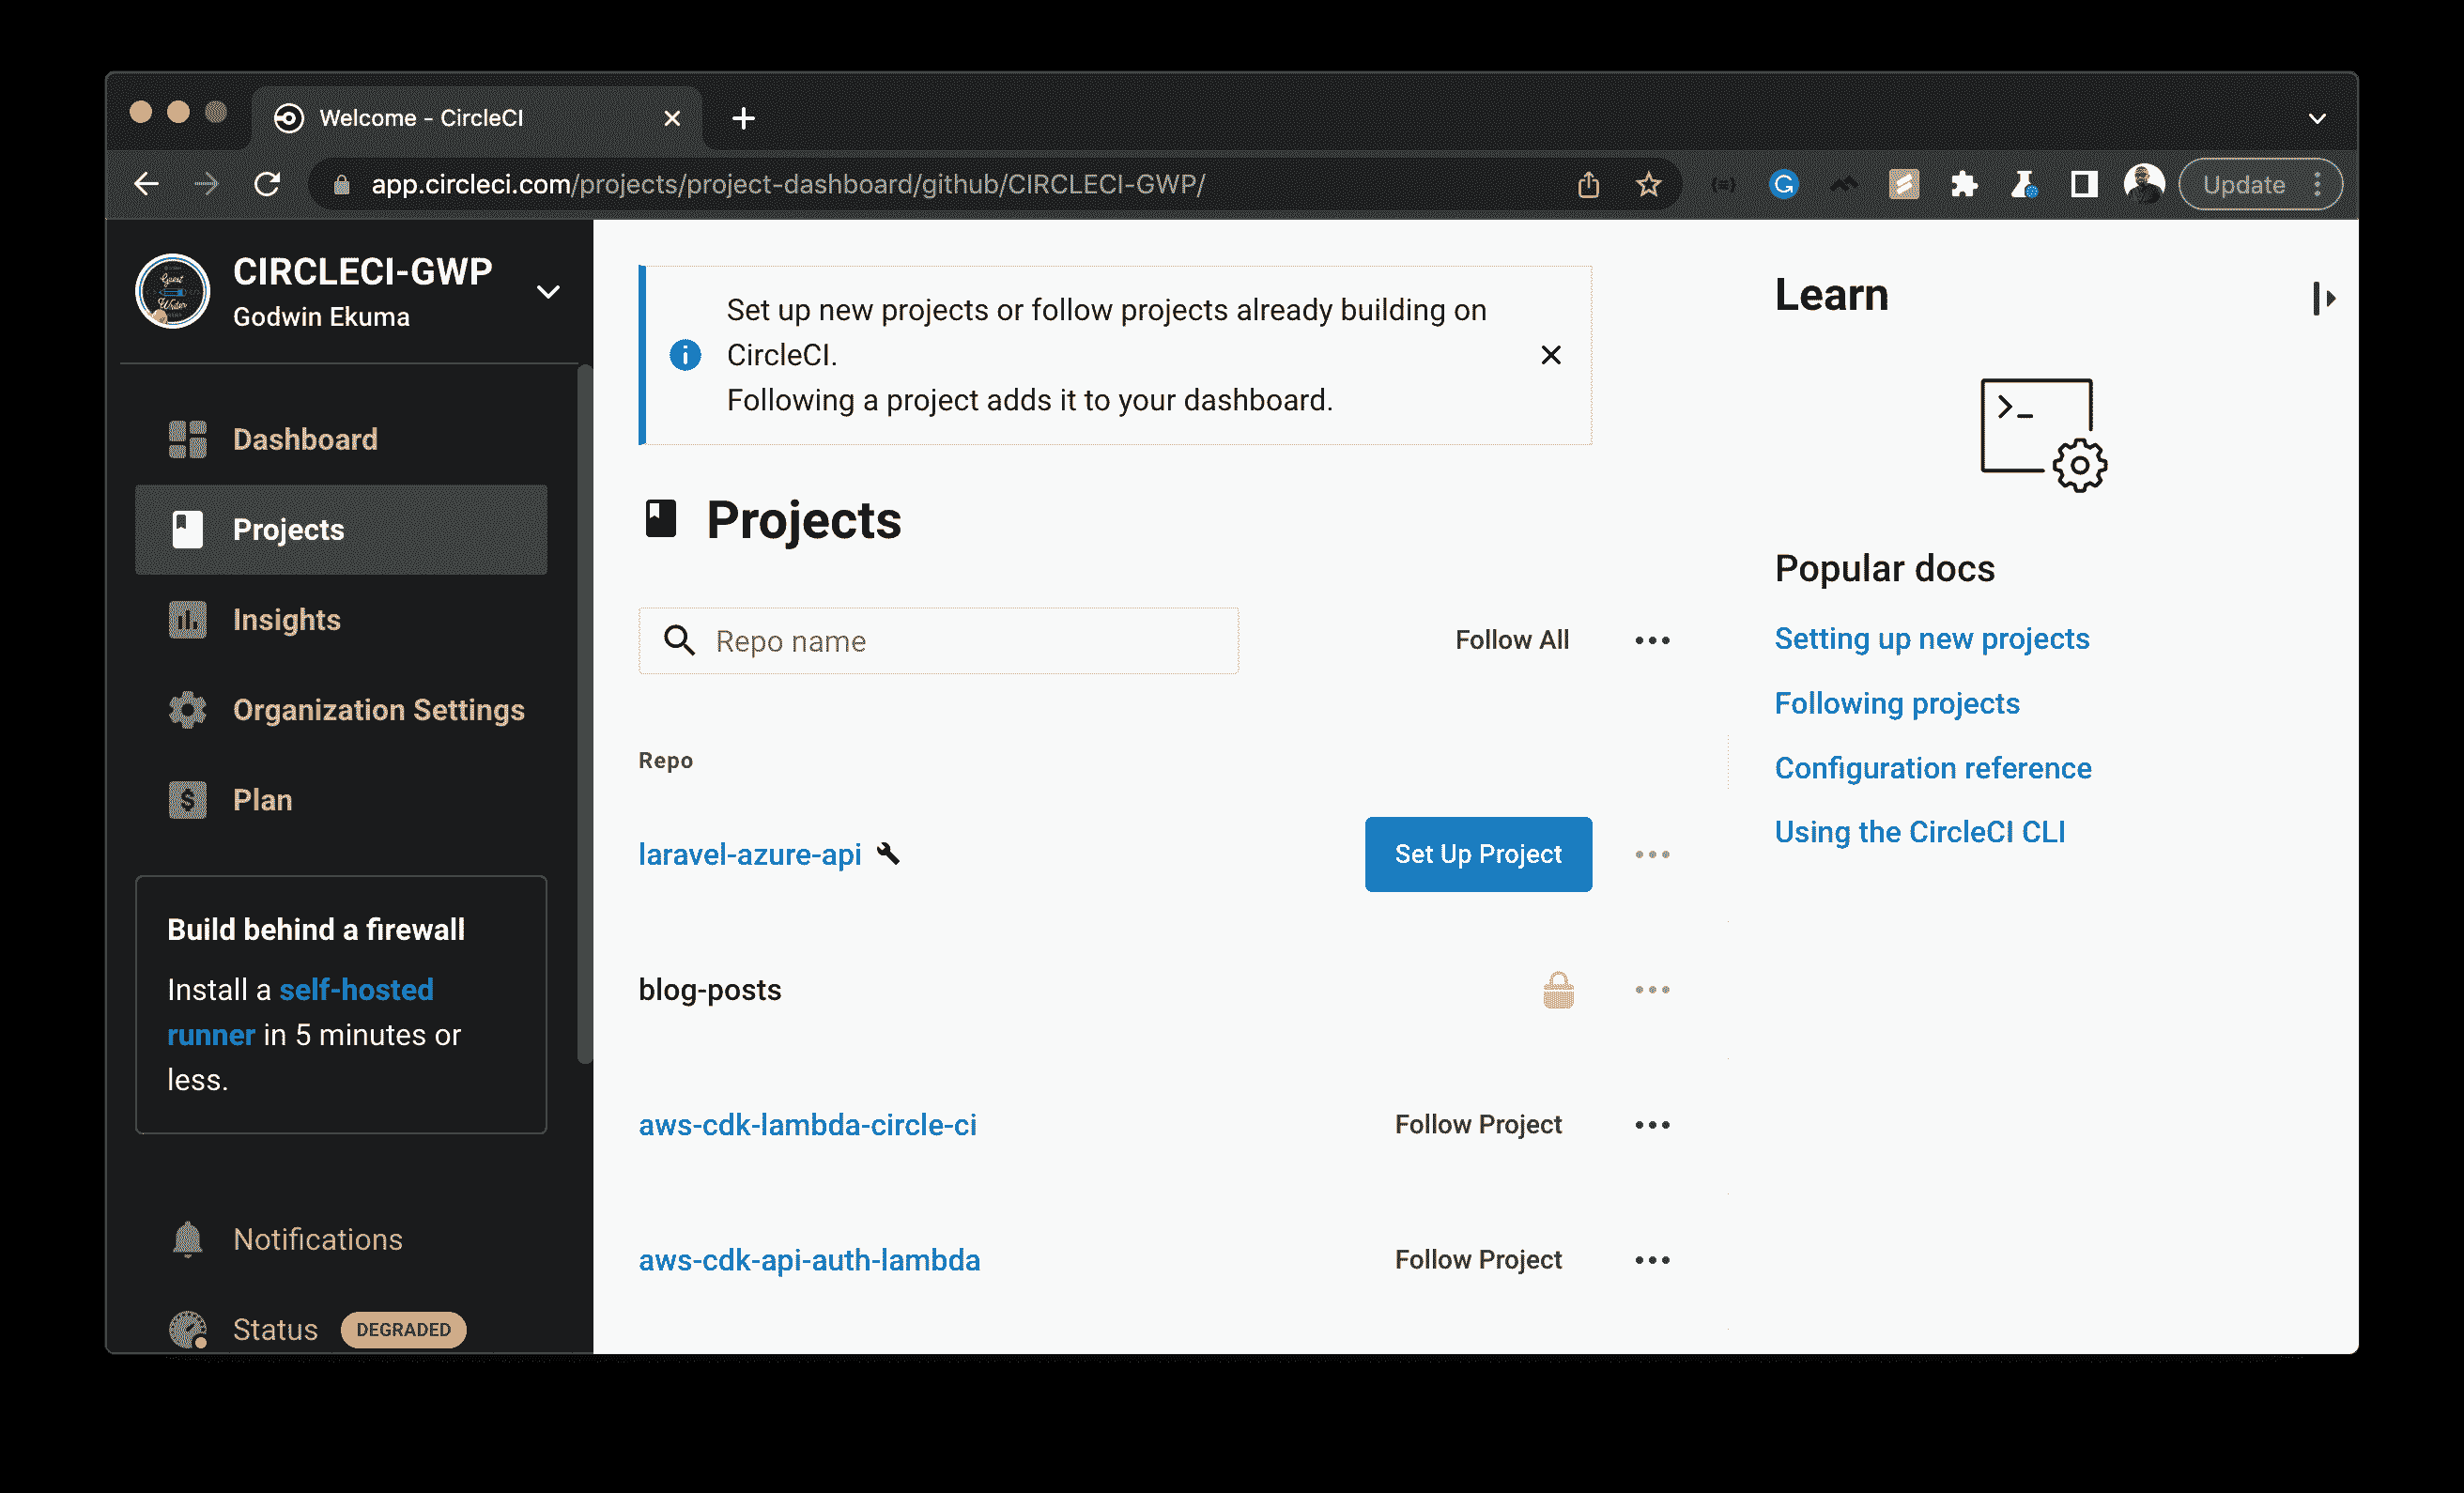 Welcome - CircleCI
app.circleci.com/projects/project-dashboard/github/CIRCLECI-GWP/
Update
CIRCLECI-GWP
Godwin Ekuma
Dashboard
Projects
Insights
Organization Settings
Plan
Build behind a firewall
Install a self-hosted
runner in 5 minutes or
less.
Notifications
Status DEGRADED
Set up new projects or follow projects already building on
CircleCI.
Following a project adds it to your dashboard.
Projects
Repo name
Follow All
Repo
laravel-azure-api
Set Up Project
blog-posts
aws-cdk-lambda-circle-ci
Follow Project
aws-cdk-api-auth-lambda
Follow Project
Learn
Popular docs
Setting up new projects
Following projects
Configuration reference
Using the CircleCI CLI